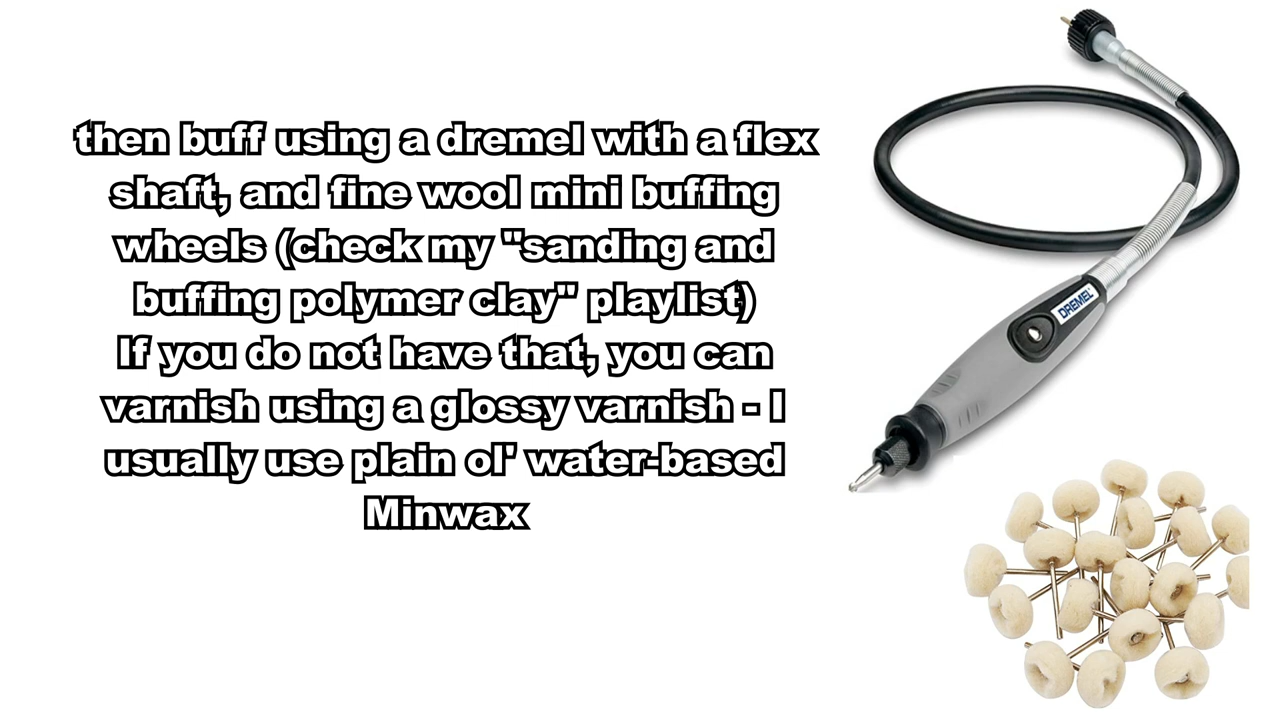 then buff using a dremel with a flex
shaft, and fine wool mini buffing
wheels (check my "sanding and
buffing polymer clay" playlist)
If you do not have that, you can
varnish using a glossy varnish - I
usually use plain ol' water-based
Minwax
DREMEL